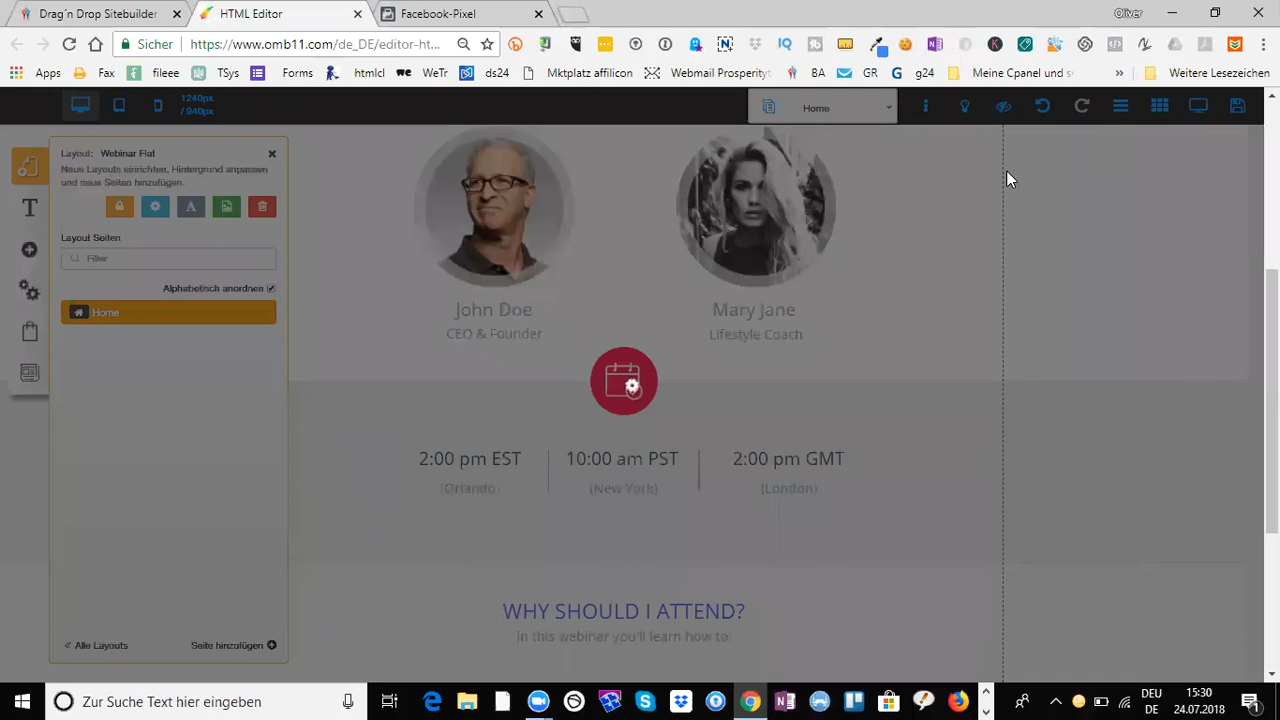 Drag´n Drop Sitebuilder
HTML Editor
Facebook-Pixel
Oliver
Sicher
https://www.omb11.com/de_DE/editor-ht...
Apps
Fax
fileee
TSys
Forms
htmlcl
WeTr
ds24
Mktplatz affilicon
Webmail Prosperity
BA
GR
g24
Meine Cpanel und s
»
Weitere Lesezeichen
1240px
/ 940px
Home
Layout: Webinar Flat
Neue Layouts einrichten, Hintergrund anpassen
und neue Seiten hinzufügen.
Layout Seiten
Filter
Alphabetisch anordnen
Home
« Alle Layouts
Seite hinzufügen
John Doe
CEO & Founder
Mary Jane
Lifestyle Coach
2:00 pm EST
(Orlando)
10:00 am PST
(New York)
2:00 pm GMT
(London)
WHY SHOULD I ATTEND?
In this webinar you'll learn how to:
Zur Suche Text hier eingeben
DEU
DE
15:30
24.07.2018